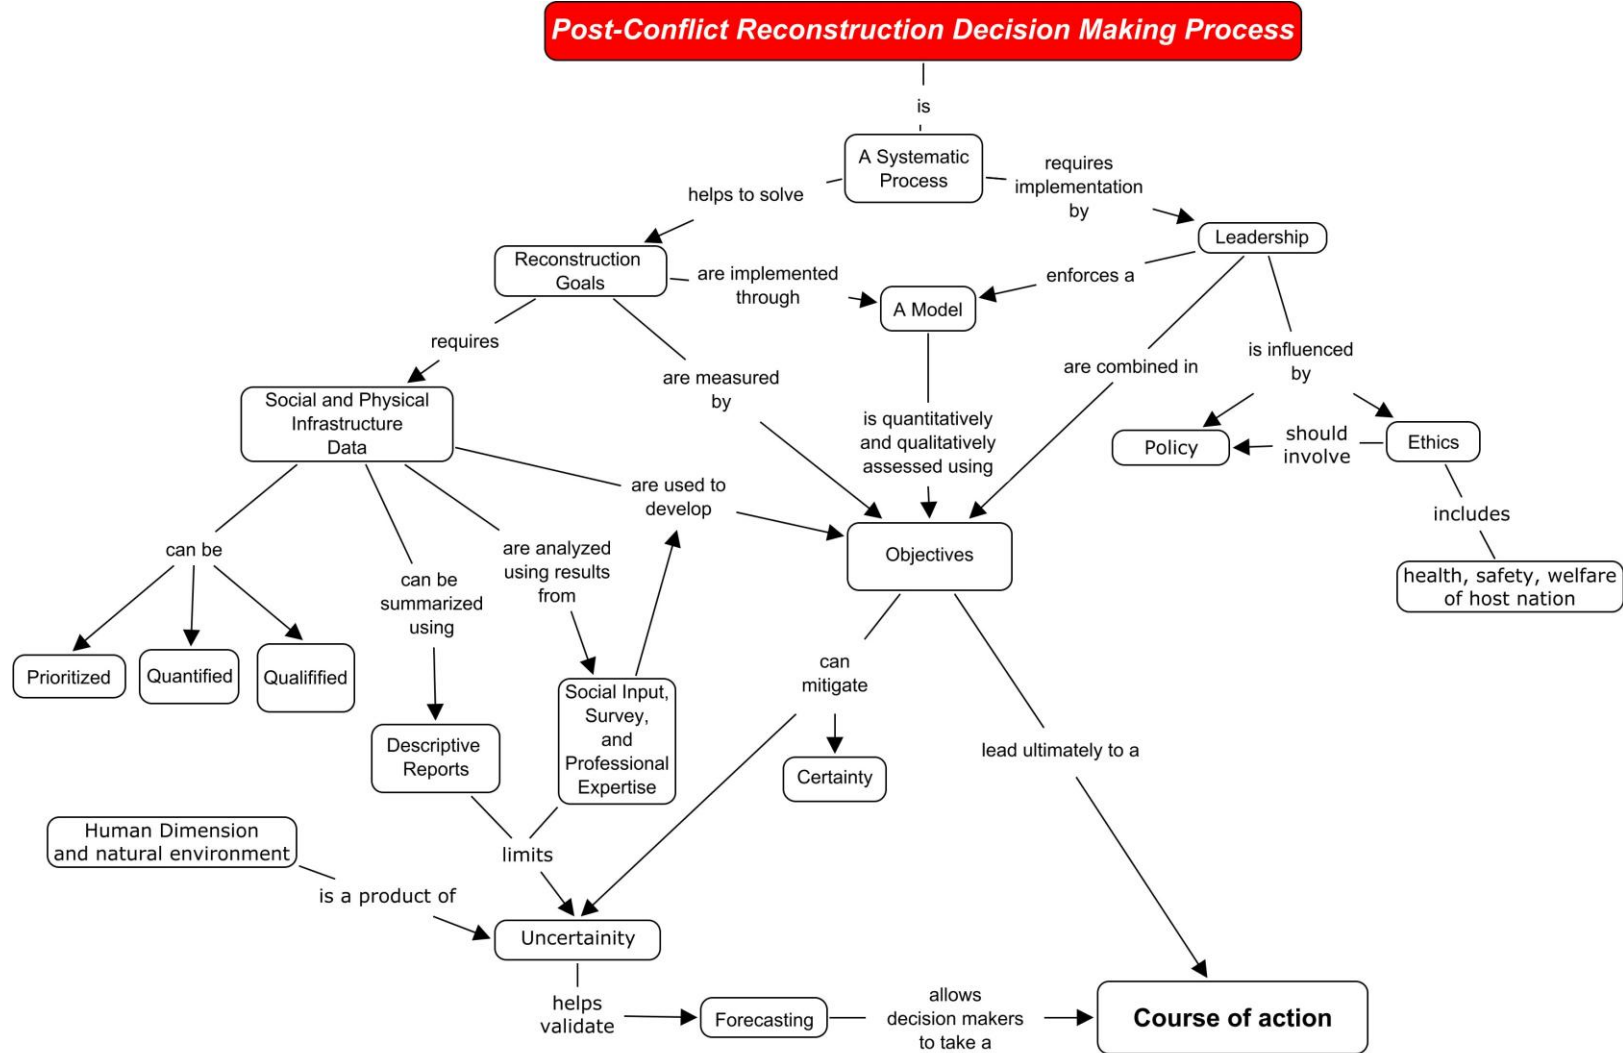 Post-Conflict Reconstruction Decision Making Process
is
A Systematic
Process
helps to solve
requires
implementation
by
Reconstruction
Goals
Leadership
are implemented
through
enforces a
A Model
requires
are measured
by
are combined in
is influenced
by
Social and Physical
Infrastructure
Data
is quantitatively
and qualitatively
assessed using
Policy
should
involve
Ethics
are used to
develop
includes
Objectives
can be
can be
summarized
using
are analyzed
using results
from
health, safety, welfare
of host nation
Prioritized
Quantified
Qualifified
can
mitigate
Social Input,
Survey,
and
Professional
Expertise
Descriptive
Reports
Certainty
lead ultimately to a
Human Dimension
and natural environment
limits
is a product of
Uncertainity
helps
validate
Forecasting
allows
decision makers
to take a
Course of action